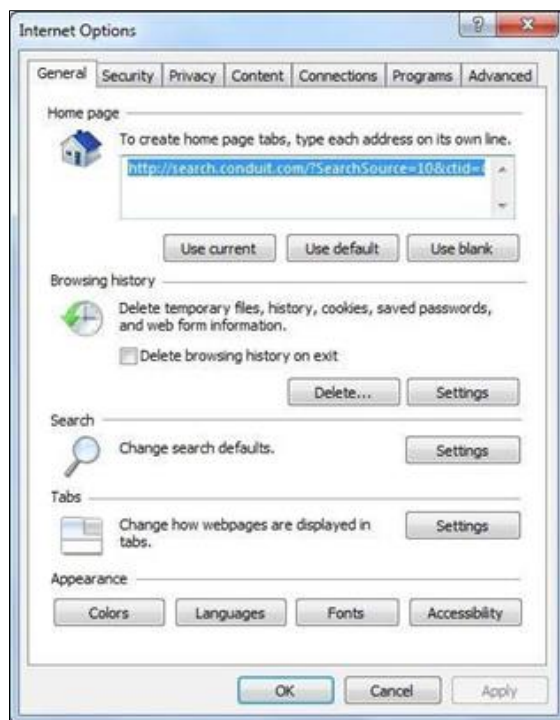 Internet Options
General Security Privacy Content Connections Programs Advanced
Home page
To create home page tabs, type each address on its own line.
http://search.conduit.com/?SearchSource=10&ctid=
Use current Use default Use blank
Browsing history
Delete temporary files, history, cookies, saved passwords,
and web form information.
Delete browsing history on exit
Delete... Settings
Search
Change search defaults. Settings
Tabs
Change how webpages are displayed in
tabs.
Settings
Appearance
Colors Languages Fonts Accessibility
OK Cancel Apply